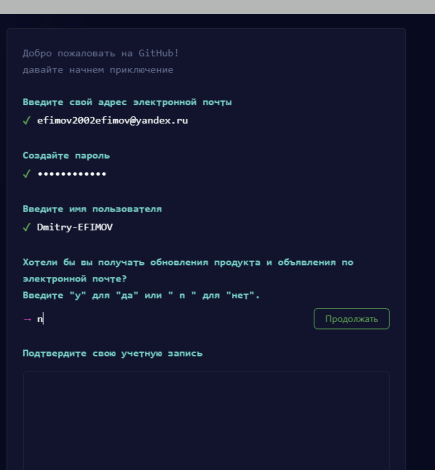 Добро пожаловать на GitHub!
давайте начнем приключение
Введите свой адрес электронной почты
✓ efimov2002efimov@yandex.ru
Создайте пароль
✓ ••••••••••••
Введите имя пользователя
✓ Dmitry-EFIMOV
Хотели бы вы получать обновления продукта и объявления по
электронной почте?
Введите "y" для "да" или " n " для "нет".
→ n
Продолжать
Подтвердите свою учетную запись